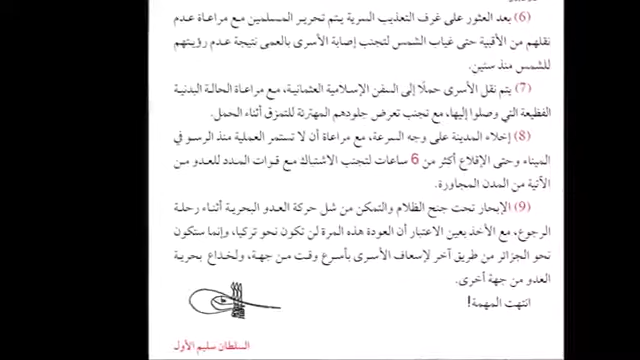 (6) بعد العثور على غرف التعذيب السرية يتم تحرير المسلمين مع مراعاة عدم
نقلهم من الأقبية حتى غياب الشمس لتجنب إصابة الأسرى بالعمى نتيجة عدم رؤيتهم
للشمس منذ سنين.
(7) يتم نقل الأسرى حملًا إلى السفن الإسلامية العثمانية، مع مراعاة الحالة البدنية
الفظيعة التي وصلوا إليها، مع تجنب تعرض جلودهم المهترئة للتمزق أثناء الحمل.
(8) إخلاء المدينة على وجه السرعة، مع مراعاة أن لا تستمر العملية منذ الرسو في
الميناء وحتى الإقلاع أكثر من 6 ساعات لتجنب الاشتباك مع قوات المدد للعدو من
الآتية من المدن المجاورة.
(9) الإبحار تحت جنح الظلام والتمكن من شل حركة العدو البحرية أثناء رحلة
الرجوع، مع الأخذ بعين الاعتبار أن العودة هذه المرة لن تكون نحو تركيا، وإنما ستكون
نحو الجزائر من طريق آخر لإسعاف الأسرى بأسرع وقت من جهة، ولخداع بحرية
العدو من جهة أخرى.
انتهت المهمة!
السلطان سليم الأول